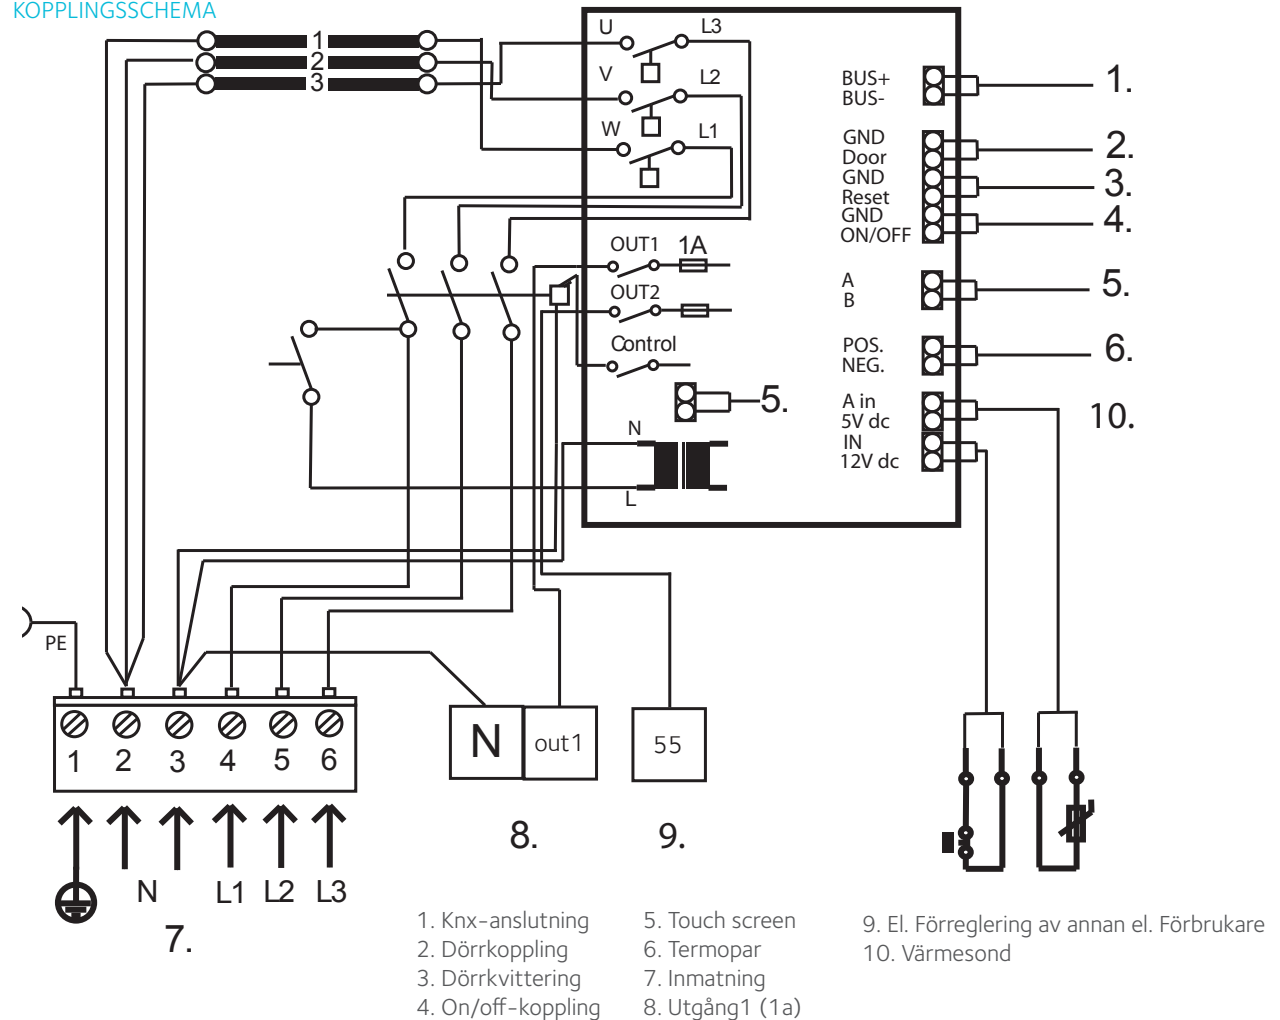 KOPPLINGSSCHEMA
1
2
3
U
L3
V
L2
W
L1
OUT1
1A
OUT2
Control
5.
N
L
BUS+
BUS-
1.
GND
Door
2.
GND
Reset
3.
GND
ON/OFF
4.
A
B
5.
POS.
NEG.
6.
A in
5V dc
10.
IN
12V dc
PE
1 2 3 4 5 6
N L1 L2 L3
7.
N
out1
8.
55
9.
1. Knx-anslutning
2. Dörrkoppling
3. Dörrkvittering
4. On/off-koppling
5. Touch screen
6. Termopar
7. Inmatning
8. Utgång1 (1a)
9. El. Förregling av annan el. Förbrukare
10. Värmesond